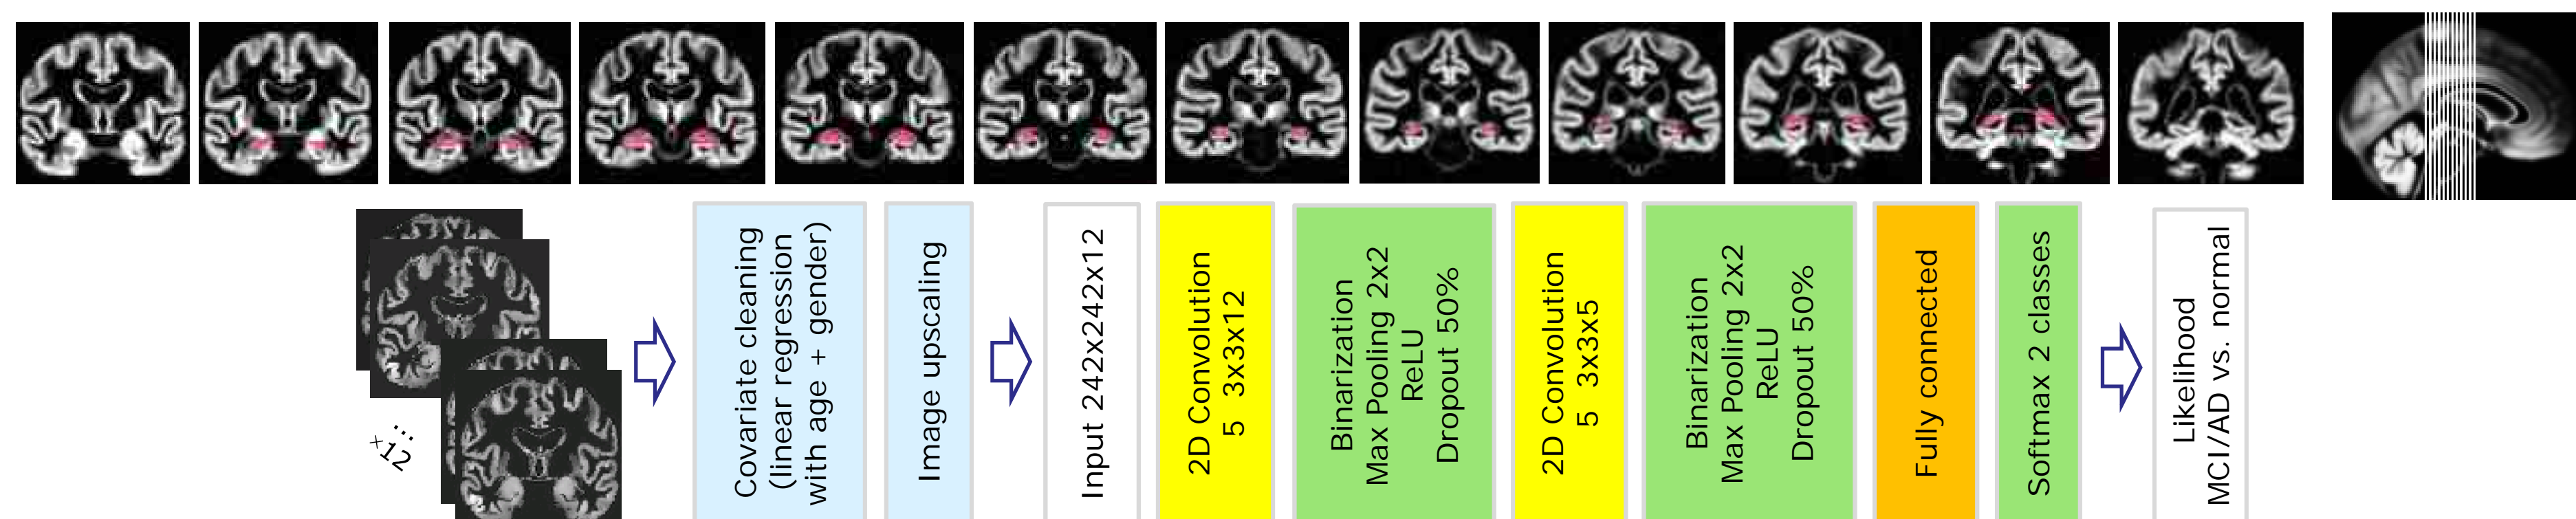 ...
×12
Covariate cleaning
(linear regression
with age + gender)
Image upscaling
Input 242x242x12
2D Convolution
5 3x3x12
Binarization
Max Pooling 2x2
ReLU
Dropout 50%
2D Convolution
5 3x3x5
Binarization
Max Pooling 2x2
ReLU
Dropout 50%
Fully connected
Softmax 2 classes
Likelihood
MCI/AD vs. normal